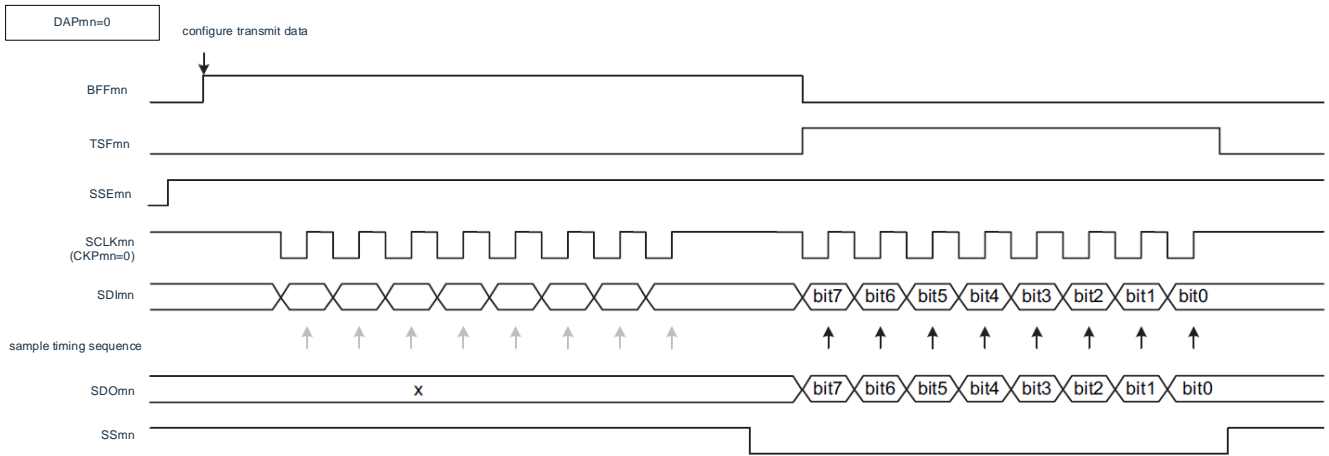 DAPmn=0
configure transmit data
BFFmn
TSFmn
SSEmn
SCLKmn
(CKPmn=0)
SDImn
bit7 bit6 bit5 bit4 bit3 bit2 bit1 bit0
sample timing sequence
SDOmn
x
bit7 bit6 bit5 bit4 bit3 bit2 bit1 bit0
SSmn